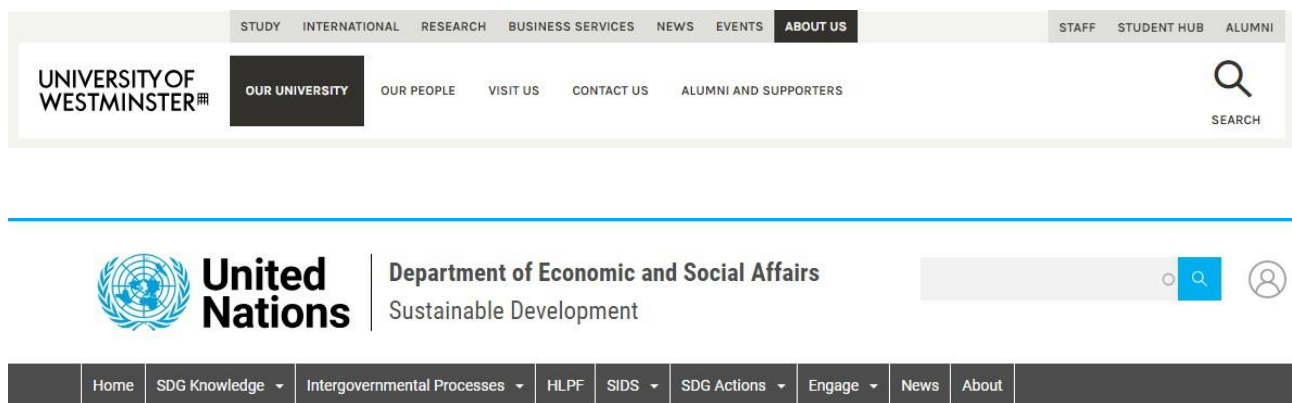 STUDY INTERNATIONAL RESEARCH BUSINESS SERVICES NEWS EVENTS ABOUT US STAFF STUDENT HUB ALUMNI
UNIVERSITY OF
WESTMINSTER
OUR UNIVERSITY OUR PEOPLE VISIT US CONTACT US ALUMNI AND SUPPORTERS
SEARCH
United
Nations
Department of Economic and Social Affairs
Sustainable Development
Home SDG Knowledge Intergovernmental Processes HLPF SIDS SDG Actions Engage News About